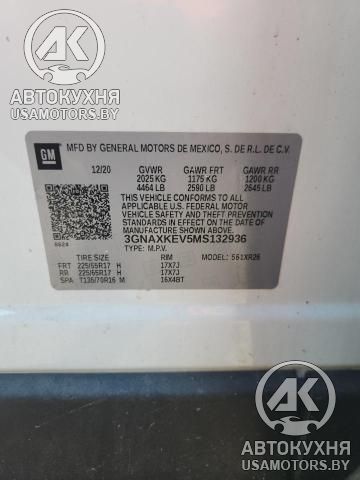 АВТОКУХНЯ
USAMOTORS.BY
АВТОКУХНЯ
USAMOTORS.BY
GM
MFD BY GENERAL MOTORS DE MEXICO, S. DE R.L. DE C.V.
12/20 GVWR GAWR FRT GAWR RR
2025 KG 1175 KG 1200 KG
4464 LB 2590 LB 2645 LB
THIS VEHICLE CONFORMS TO ALL
APPLICABLE U.S. FEDERAL MOTOR
VEHICLE SAFETY, BUMPER, AND THEFT
PREVENTION STANDARDS IN EFFECT ON
THE DATE OF
MANUFACTURE SHOWN ABOVE.
3GNAXKEV5MS132936
TYPE: M.P.V. MODEL: 561XR26
TIRE SIZE RIM
FRT 225/65R17 H 17X7J
RR 225/65R17 H 17X7J
SPA T135/70R16 M 16X4BT
АВТОКУХНЯ
USAMOTORS.BY